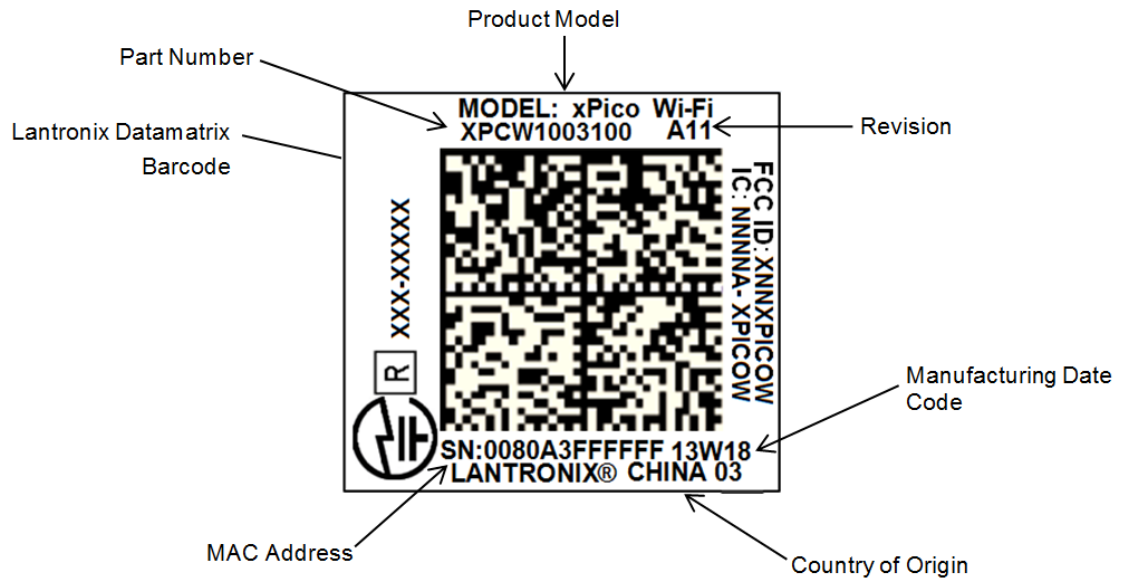 Product Model
Part Number
Lantronix Datamatrix
Barcode
MODEL: xPico Wi-Fi
XPCW1003100 A11
Revision
FCC ID: XNNXPICOW
IC: NNNNA- XPICOW
XXX-XXXXX
R
Manufacturing Date
Code
SN:0080A3FFFFFF 13W18
LANTRONIX® CHINA 03
MAC Address
Country of Origin